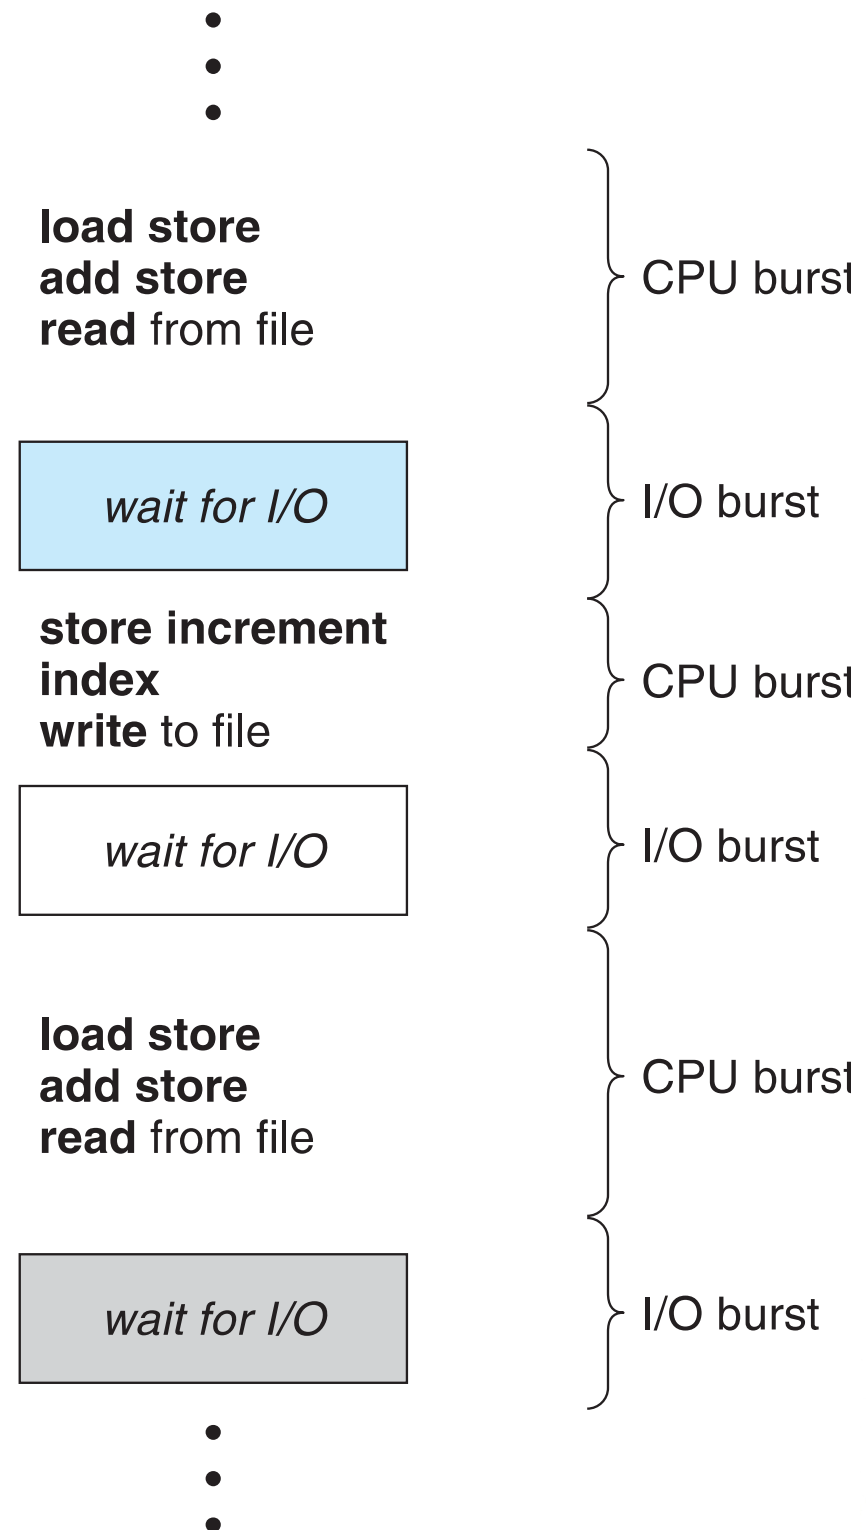 load store
add store
read from file
CPU burst
wait for I/O
I/O burst
store increment
index
write to file
CPU burst
wait for I/O
I/O burst
load store
add store
read from file
CPU burst
wait for I/O
I/O burst